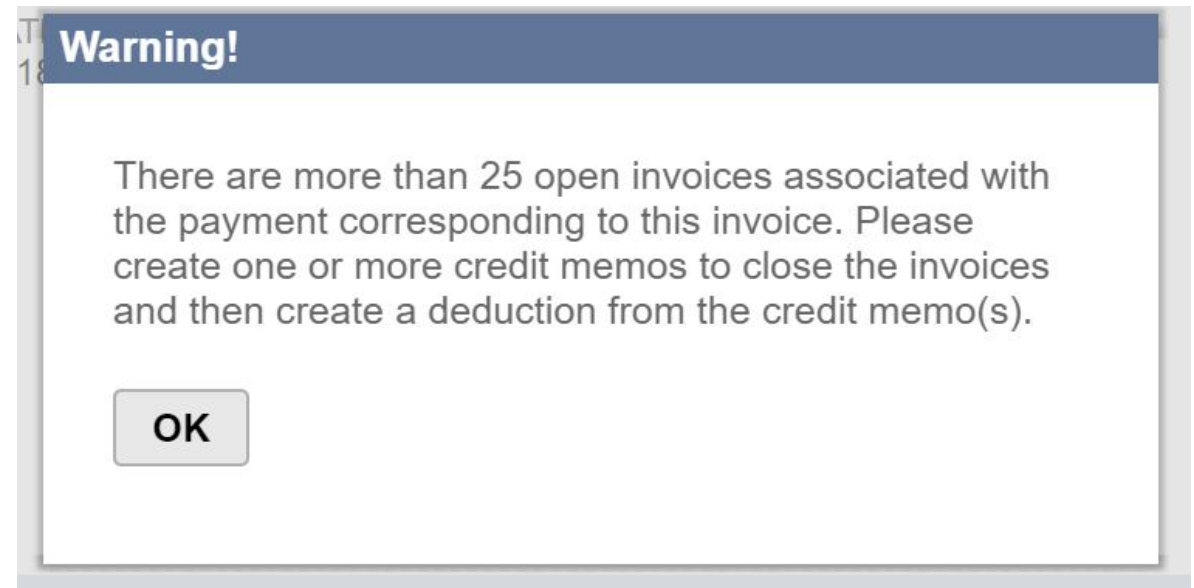 Warning!
18
There are more than 25 open invoices associated with
the payment corresponding to this invoice. Please
create one or more credit memos to close the invoices
and then create a deduction from the credit memo(s).
OK